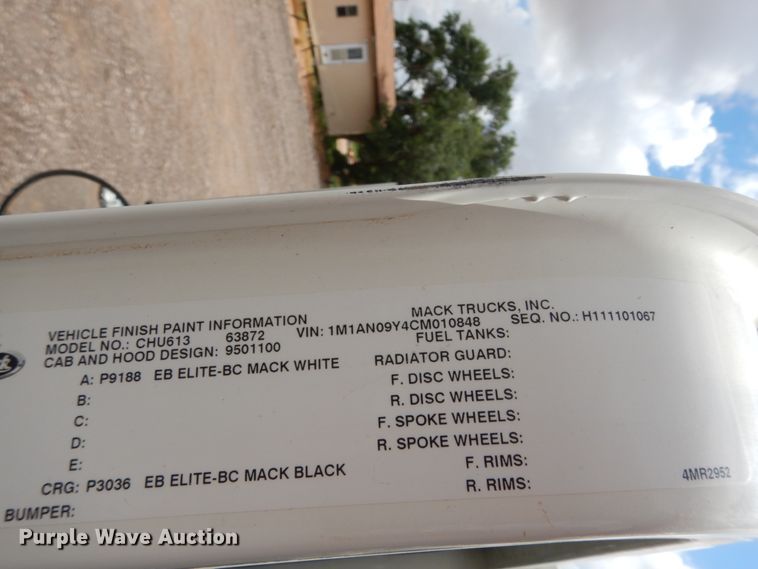 VEHICLE FINISH PAINT INFORMATION MACK TRUCKS, INC.
MODEL NO.: CHU613 63872 VIN: 1M1AN09Y4CM010848 SEQ. NO.: H111101067
CAB AND HOOD DESIGN: 9501100 FUEL TANKS:
A: P9188 EB ELITE-BC MACK WHITE RADIATOR GUARD:
B: F. DISC WHEELS:
C: R. DISC WHEELS:
D: F. SPOKE WHEELS:
E: R. SPOKE WHEELS:
CRG: P3036 EB ELITE-BC MACK BLACK F. RIMS:
BUMPER: R. RIMS:
4MR2952
Purple Wave Auction